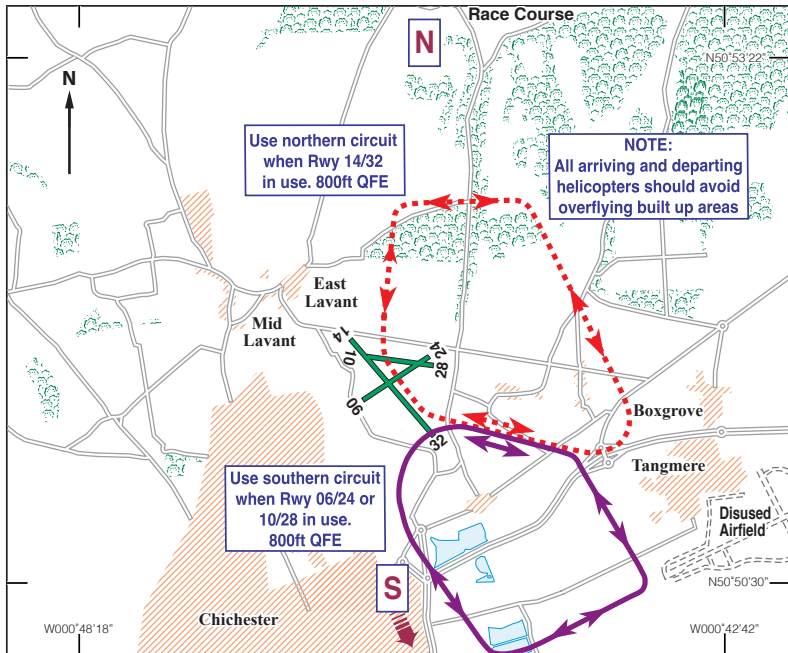 Race Course
N
N50°53'22"
N
Use northern circuit
when Rwy 14/32
in use. 800ft QFE
NOTE:
All arriving and departing
helicopters should avoid
overflying built up areas
East
Lavant
Mid
Lavant
14
10
24
28
06
32
Boxgrove
Tangmere
Use southern circuit
when Rwy 06/24 or
10/28 in use.
800ft QFE
Disused
Airfield
S
N50°50'30"
Chichester
W000°48'18"
W000°42'42"